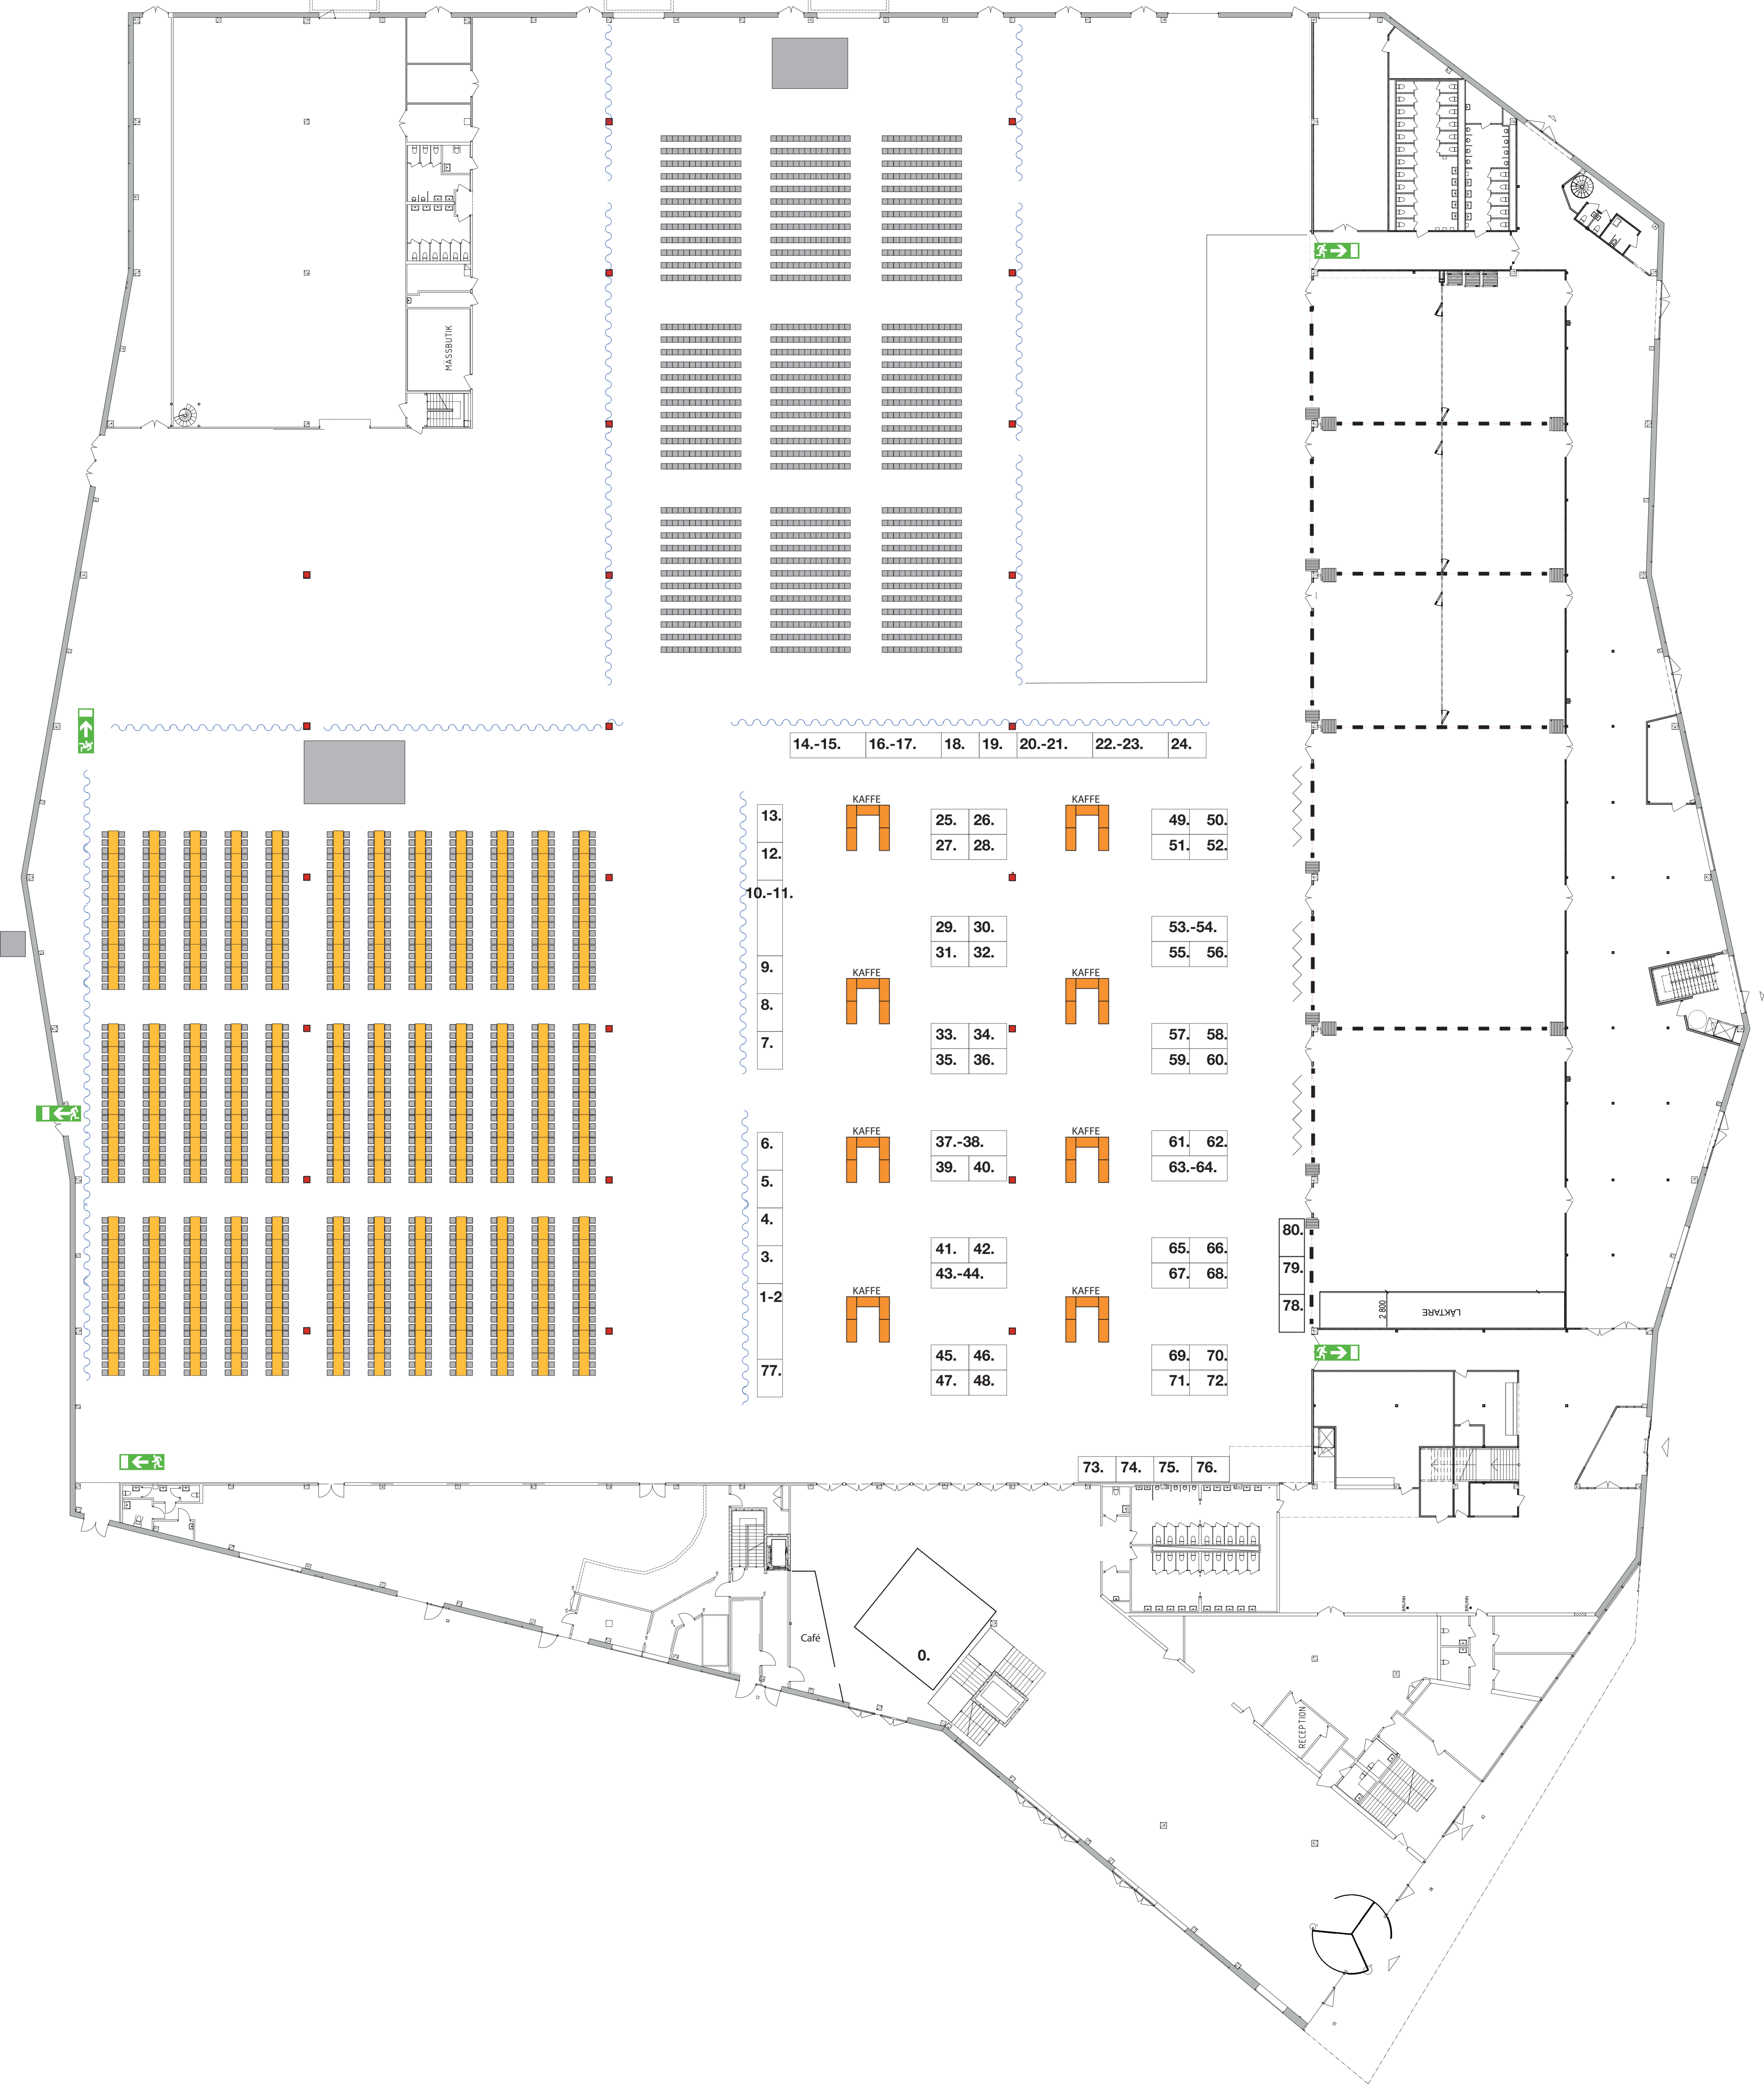 MÄSSBUTIK
14.-15. 16.-17. 18. 19. 20.-21. 22.-23. 24.
KAFFE KAFFE
13. 25. 26. 49. 50.
12. 27. 28. 51. 52.
10.-11.
29. 30. 53.-54.
31. 32. 55. 56.
9.
KAFFE KAFFE
8.
33. 34. 57. 58.
7. 35. 36. 59. 60.
KAFFE KAFFE
6. 37.-38. 61. 62.
5. 39. 40. 63.-64.
4. 80.
3. 41. 42. 65. 66. 79.
43.-44. 67. 68.
KAFFE KAFFE
1-2 78.
2.800 LÄKTARE
77. 45. 46. 69. 70.
47. 48. 71. 72.
73. 74. 75. 76.
BRUNN BRUNN
Café
0.
RECEPTION